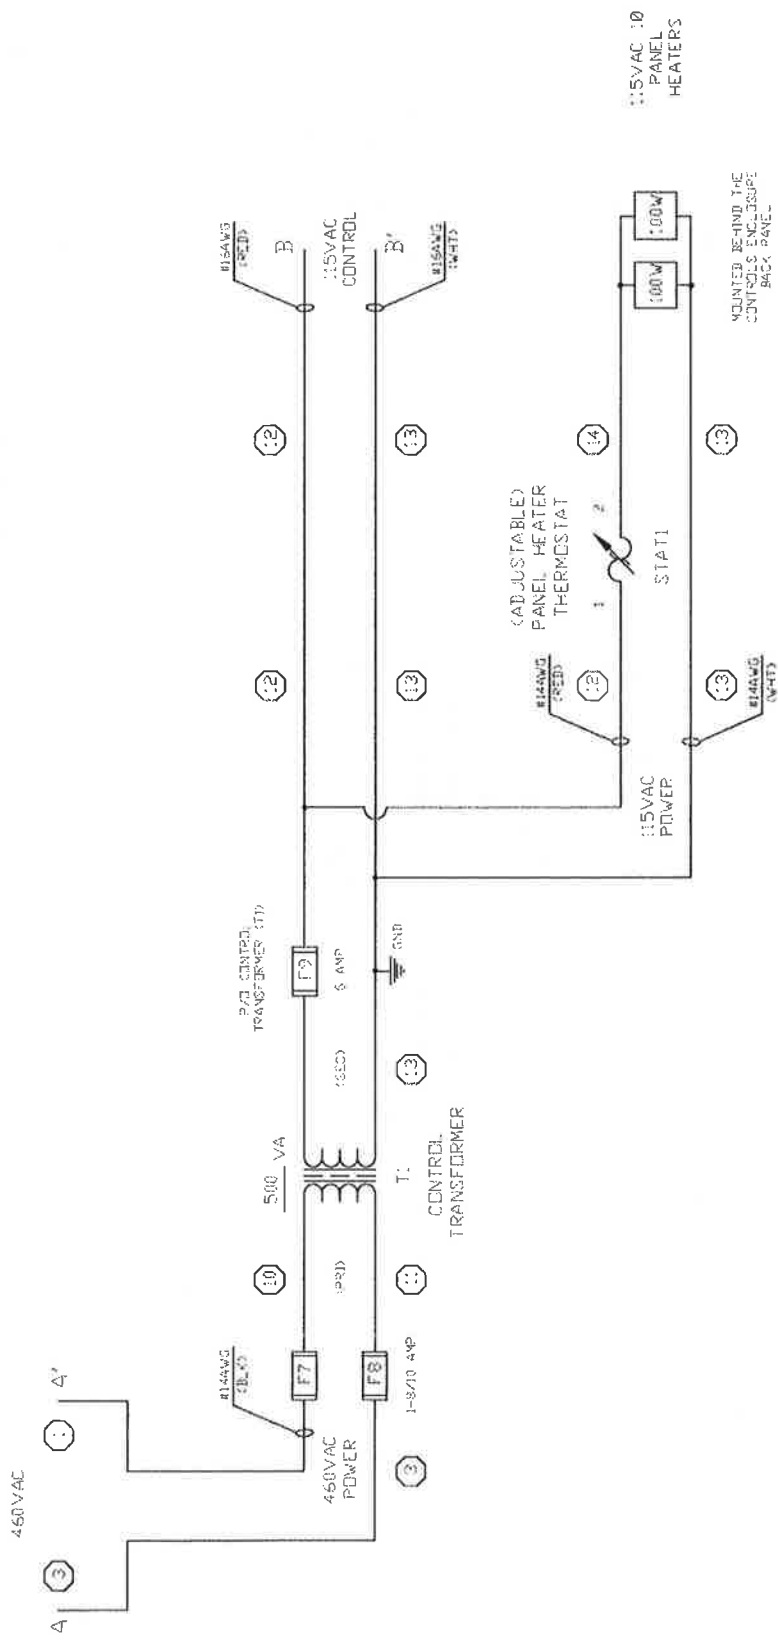 460VAC
A
3
1
A'
#14AWG
(BLK)
460VAC
POWER
3
F7
F8
1-8/10 AMP
10
(PRI)
11
500 VA
T1
CONTROL
TRANSFORMER
(SEC)
13
P/O CONTROL
TRANSFORMER (T1)
F9
6 AMP
GND
12
13
12
13
#16AWG
(RED)
B
115VAC
CONTROL
B'
#16AWG
(WHT)
115VAC
POWER
#14AWG
(RED)
12
13
#14AWG
(WHT)
(ADJUSTABLE)
PANEL HEATER
THERMOSTAT
1
2
STAT1
14
13
100W
100W
115VAC 10
PANEL
HEATERS
MOUNTED BEHIND THE
CONTROLS ENCLOSURE
BACK PANEL